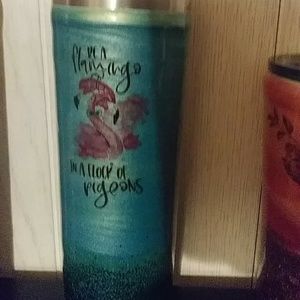 BE A
flamingo
IN A FLOCK OF
pigeons